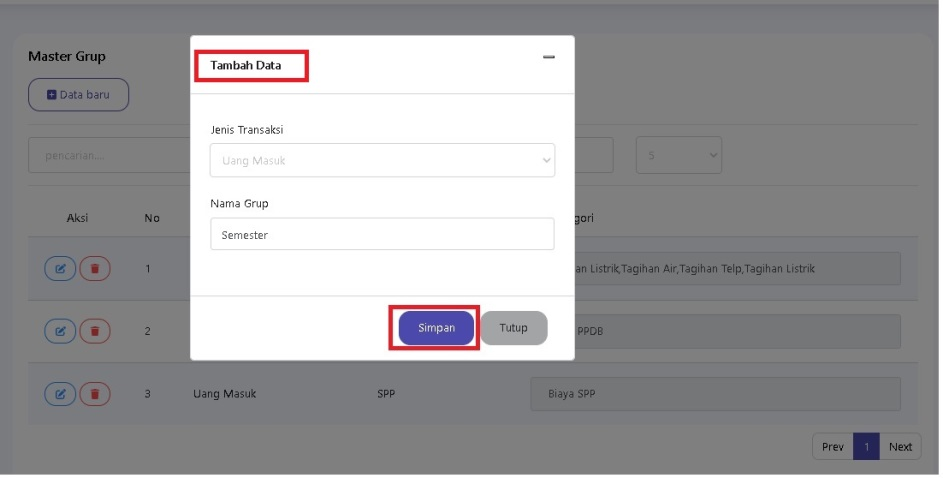 Master Grup
Data baru
pencarian....
5
Aksi No gori
1 an Listrik,Tagihan Air,Tagihan Telp,Tagihan Listrik
2 PPDB
3 Uang Masuk SPP Biaya SPP
Prev 1 Next
Tambah Data
Jenis Transaksi
Uang Masuk
Nama Grup
Semester
Simpan Tutup